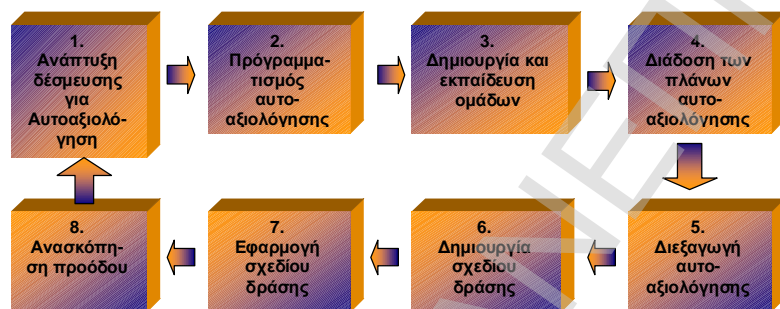 1.
Ανάπτυξη
δέσμευσης
για
Αυτοαξιολό-
γηση
2.
Πρόγραμμα-
τισμός
αυτο-
αξιολόγησης
3.
Δημιουργία και
εκπαίδευση
ομάδων
4.
Διάδοση των
πλάνων
αυτο-
αξιολόγησης
5.
Διεξαγωγή
αυτο-
αξιολόγησης
6.
Δημιουργία
σχεδίου
δράσης
7.
Εφαρμογή
σχεδίου
δράσης
8.
Ανασκόπη-
ση προόδου